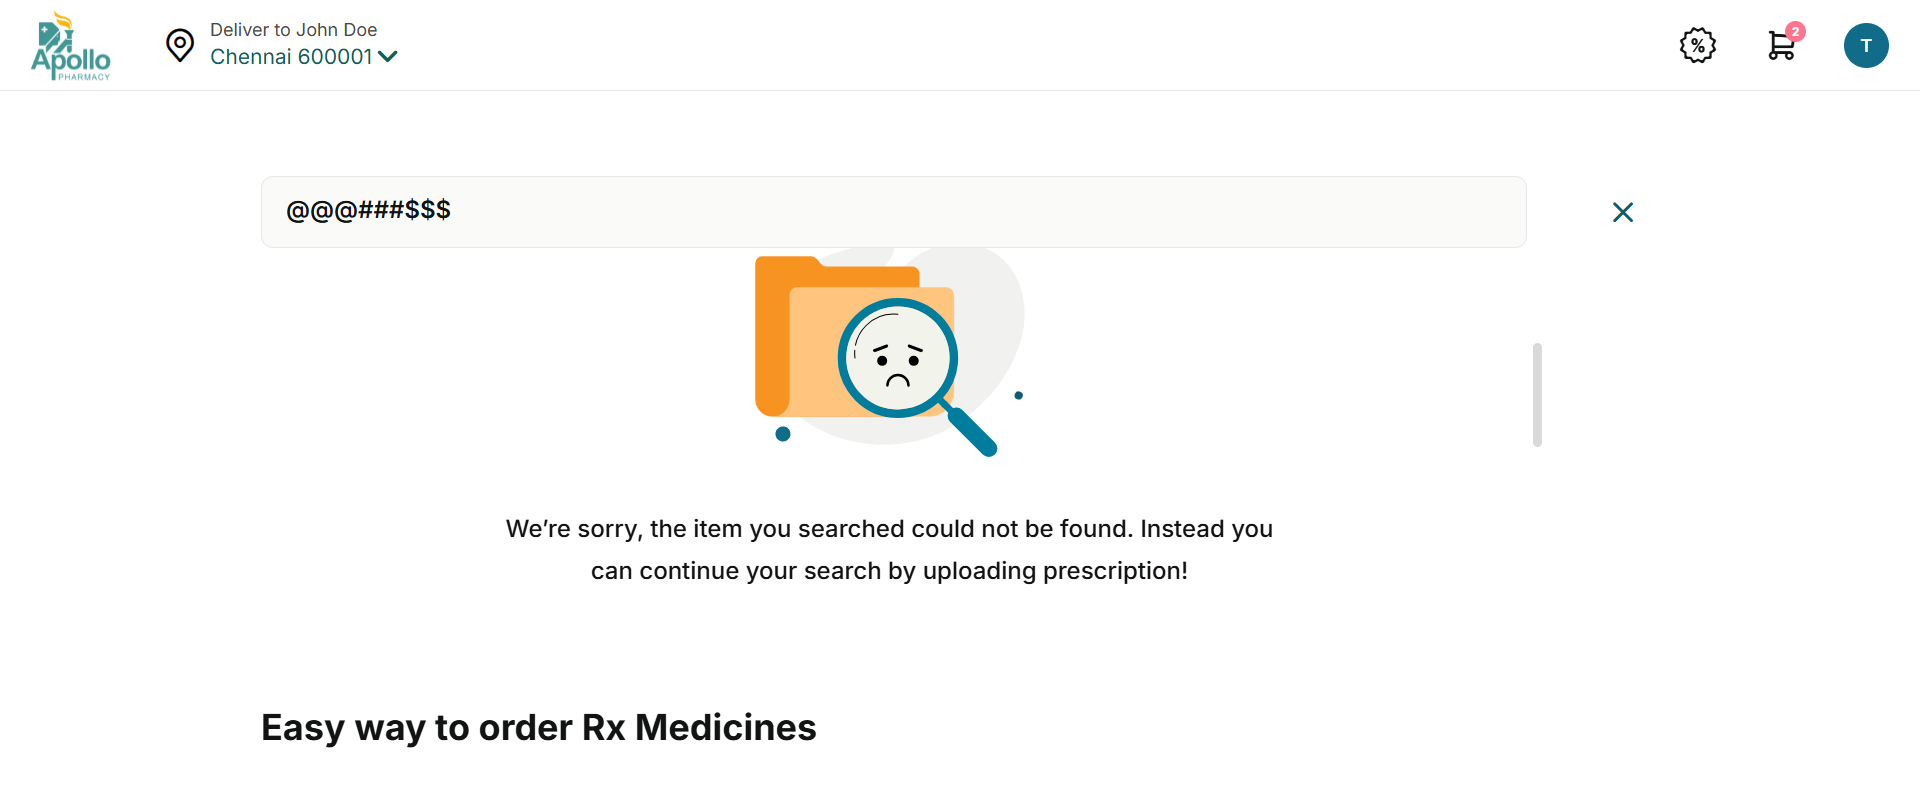 Apollo
PHARMACY
Deliver to John Doe
Chennai 600001
%
2
T
@@@###$$$
We’re sorry, the item you searched could not be found. Instead you
can continue your search by uploading prescription!
Easy way to order Rx Medicines